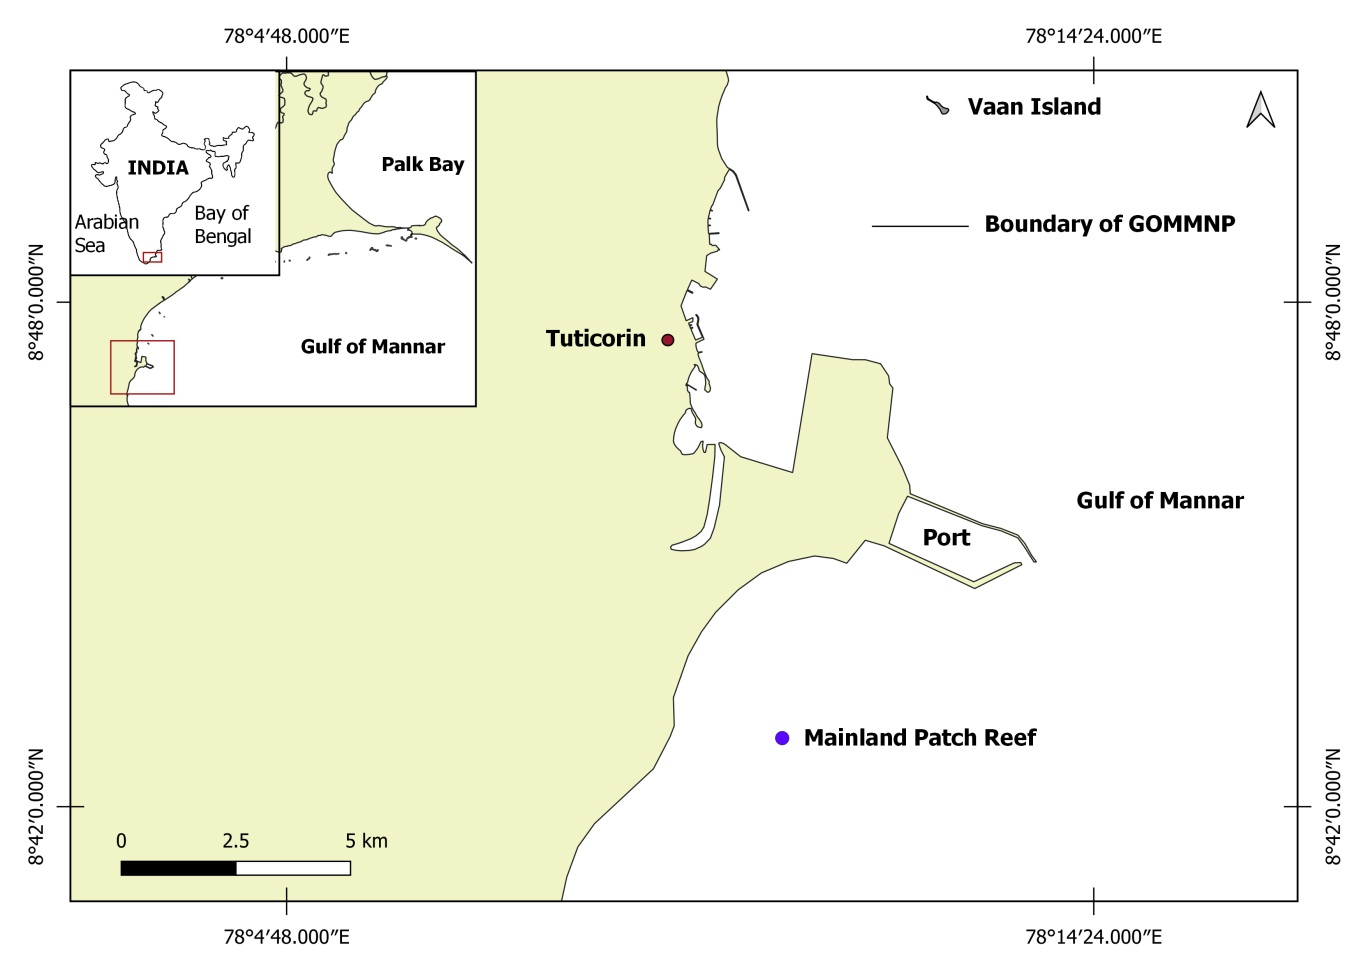 78°4′48.000″E
78°14′24.000″E
Vaan Island
INDIA
Palk Bay
Arabian
Sea
Bay of
Bengal
Boundary of GOMMNP
8°48′0.000″N
8°48′0.000″N
Tuticorin
Gulf of Mannar
Gulf of Mannar
Port
Mainland Patch Reef
8°42′0.000″N
8°42′0.000″N
0
2.5
5 km
78°4′48.000″E
78°14′24.000″E